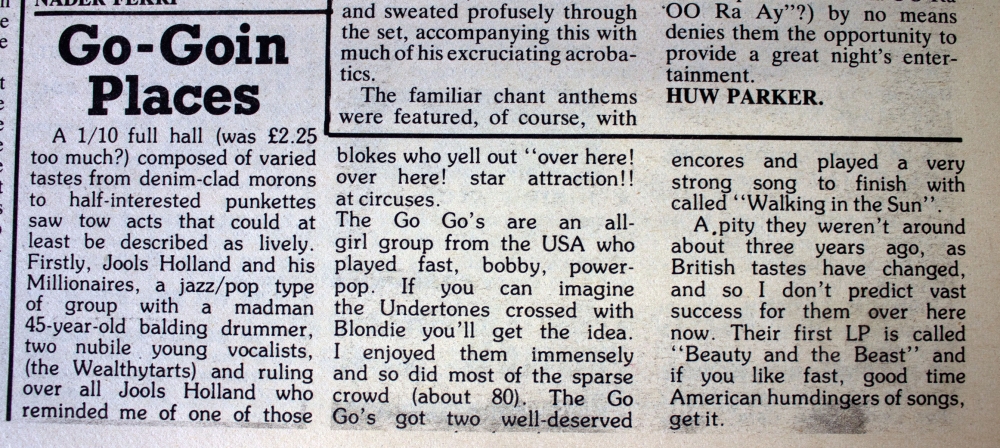 NADER FERRI
Go-Goin
Places
A 1/10 full hall (was £2.25
too much?) composed of varied
tastes from denim-clad morons
to half-interested punkettes
saw tow acts that could at
least be described as lively.
Firstly, Jools Holland and his
Millionaires, a jazz/pop type
of group with a madman
45-year-old balding drummer,
two nubile young vocalists,
(the Wealthytarts) and ruling
over all Jools Holland who
reminded me of one of those
blokes who yell out “over here!
over here! star attraction!!
at circuses.
The Go Go's are an all-
girl group from the USA who
played fast, bobby, power-
pop. If you can imagine
the Undertones crossed with
Blondie you'll get the idea.
I enjoyed them immensely
and so did most of the sparse
crowd (about 80). The Go
Go's got two well-deserved
encores and played a very
strong song to finish with
called “Walking in the Sun”.
A pity they weren't around
about three years ago, as
British tastes have changed,
and so I don't predict vast
success for them over here
now. Their first LP is called
“Beauty and the Beast” and
if you like fast, good time
American humdingers of songs,
get it.
and sweated profusely through
the set, accompanying this with
much of his excruciating acroba-
tics.
The familiar chant anthems
were featured, of course, with
OO Ra Ay”?) by no means
denies them the opportunity to
provide a great night's enter-
tainment.
HUW PARKER.